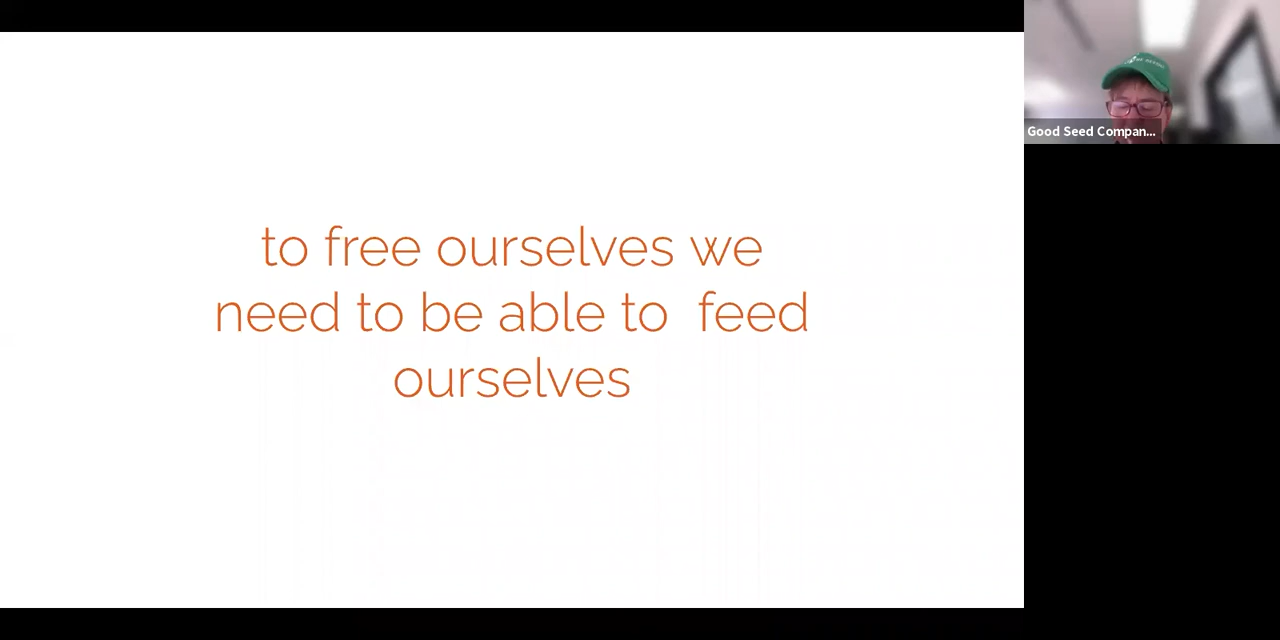 to free ourselves we
need to be able to  feed
ourselves
Good Seed Compan...